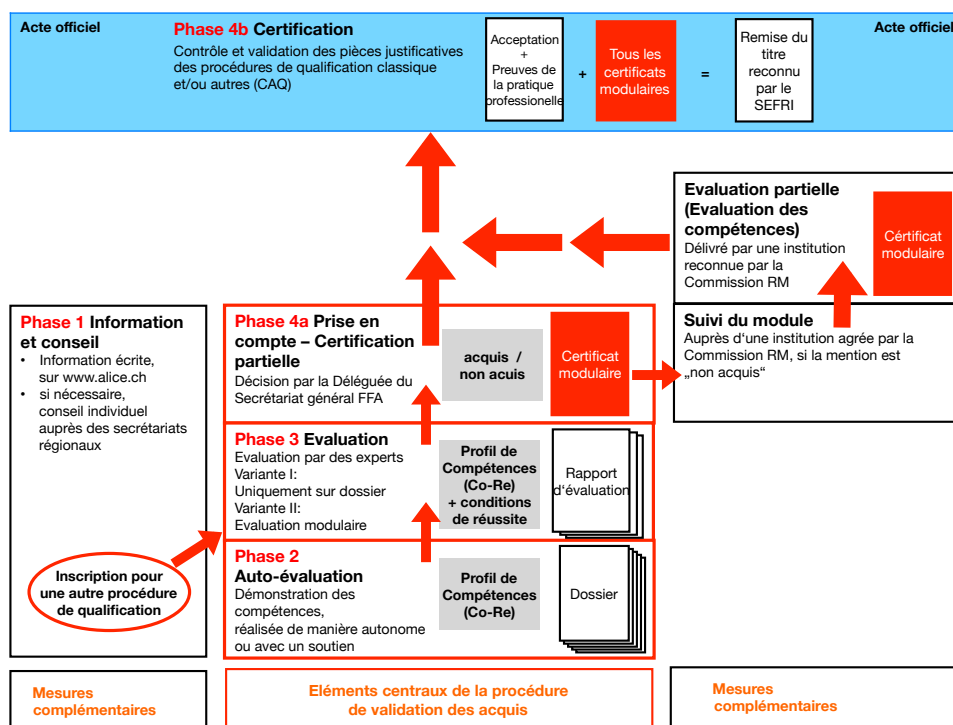 Acte officiel
Phase 4b Certification
Contrôle et validation des pièces justificatives
des procédures de qualification classique
et/ou autres (CAQ)
Acceptation
+
Preuves de
la pratique
professionelle
+
Tous les
certificats
modulaires
=
Remise du
titre
reconnu
par le
SEFRI
Acte officiel
Evaluation partielle
(Evaluation des
compétences)
Délivré par une institution
reconnue par la
Commission RM
Cértificat
modulaire
Suivi du module
Auprès d'une institution agrée par la
Commission RM, si la mention est
„non acquis“
Phase 1 Information
et conseil
• Information écrite,
sur www.alice.ch
• si nécessaire,
conseil individuel
auprès des secrétariats
régionaux
Inscription pour
une autre procédure
de qualification
Phase 4a Prise en
compte – Certification
partielle
Décision par la Déléguée du
Secrétariat général FFA
acquis /
non acuis
Certificat
modulaire
Phase 3 Evaluation
Evaluation par des experts
Variante I:
Uniquement sur dossier
Variante II:
Evaluation modulaire
Profil de
Compétences
(Co-Re)
+ conditions
de réussite
Rapport
d‘évaluation
Phase 2
Auto-évaluation
Démonstration des
compétences,
réalisée de manière autonome
ou avec un soutien
Profil de
Compétences
(Co-Re)
Dossier
Mesures
complémentaires
Eléments centraux de la procédure
de validation des acquis
Mesures
complémentaires